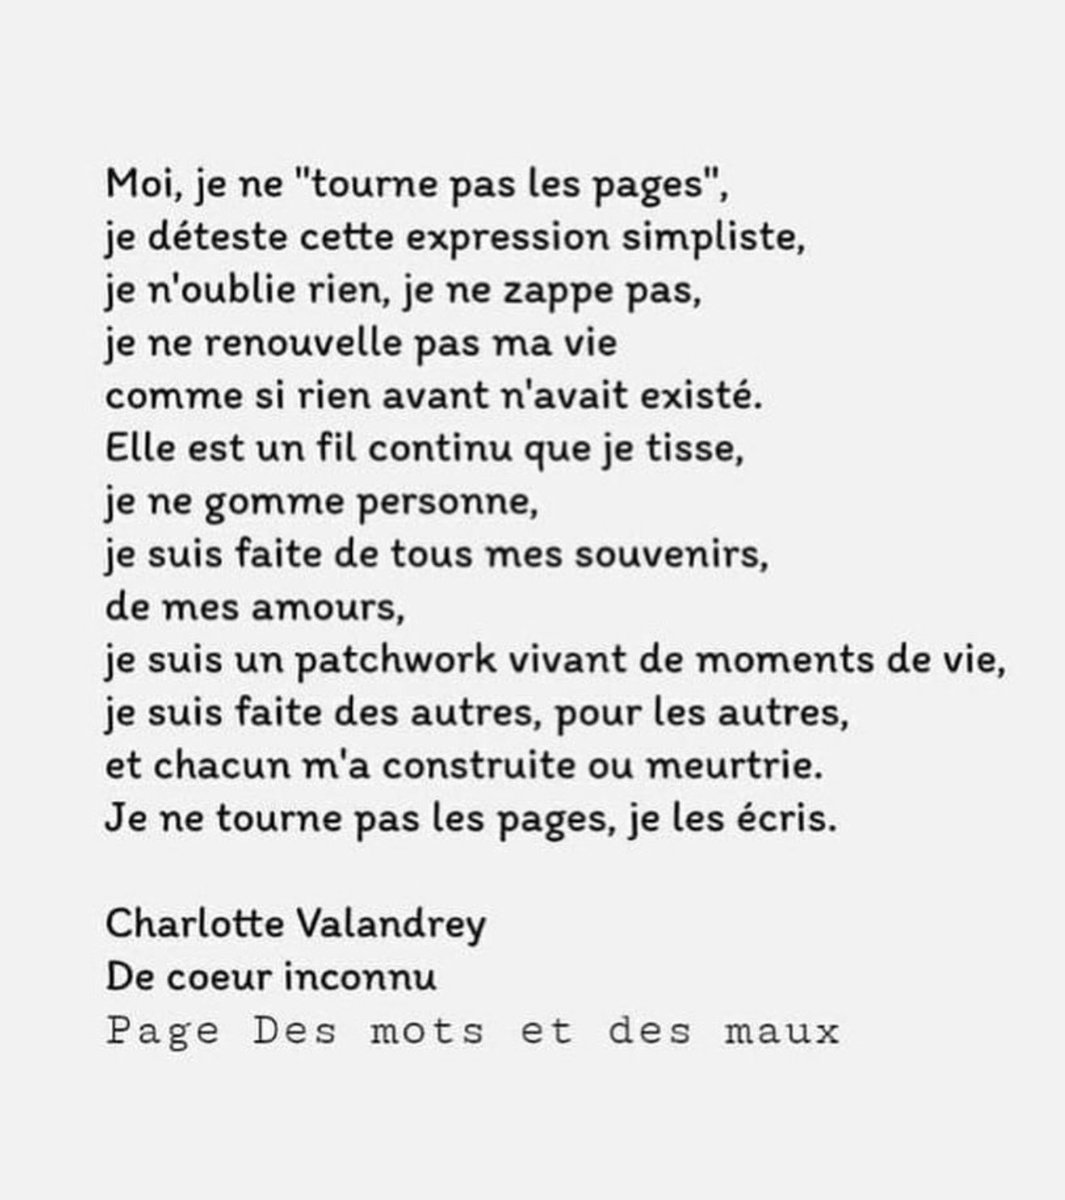 Moi, je ne "tourne pas les pages",
je déteste cette expression simpliste,
je n'oublie rien, je ne zappe pas,
je ne renouvelle pas ma vie
comme si rien avant n'avait existé.
Elle est un fil continu que je tisse,
je ne gomme personne,
je suis faite de tous mes souvenirs,
de mes amours,
je suis un patchwork vivant de moments de vie,
je suis faite des autres, pour les autres,
et chacun m'a construite ou meurtrie.
Je ne tourne pas les pages, je les écris.
Charlotte Valandrey
De coeur inconnu
Page Des mots et des maux